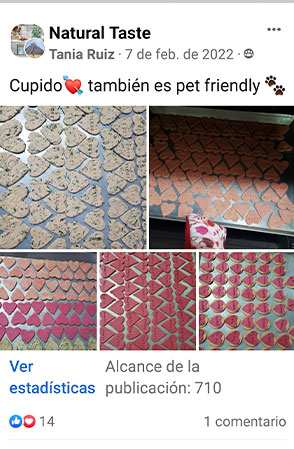 Natural Taste
Tania Ruiz · 7 de feb. de 2022 ·
Cupido💘 también es pet friendly 🐾
Ver estadísticas
Alcance de la publicación: 710
14
1 comentario